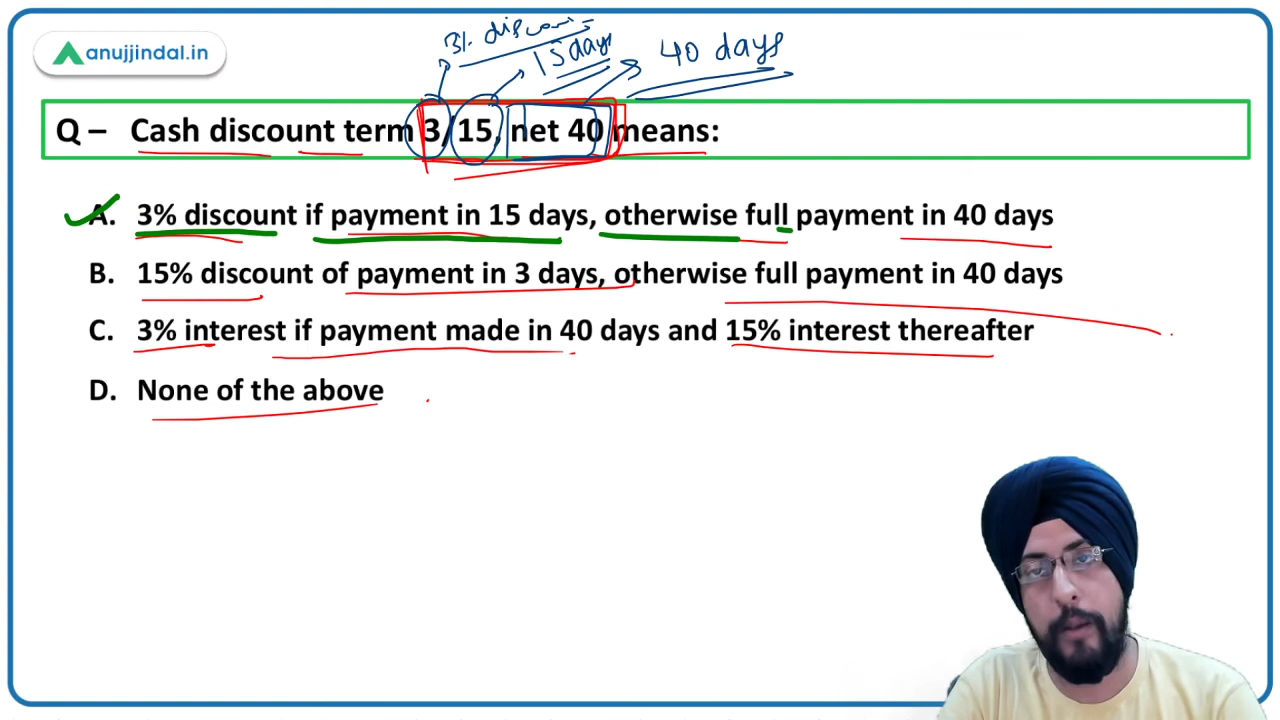 3% discount
15 days
40 days
anujjindal.in
Q – Cash discount term 3/15, net 40 means:
A. 3% discount if payment in 15 days, otherwise full payment in 40 days
B. 15% discount of payment in 3 days, otherwise full payment in 40 days
C. 3% interest if payment made in 40 days and 15% interest thereafter
D. None of the above